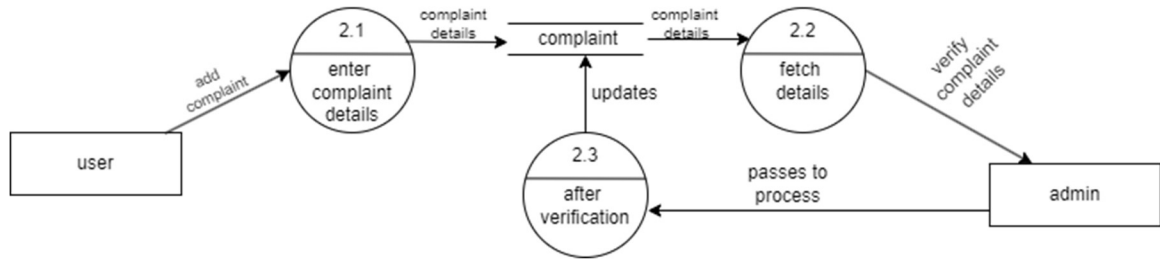 complaint
details
2.1
enter
complaint
details
complaint
complaint
details
2.2
fetch
details
add
complaint
verify
complaint
details
user
updates
2.3
after
verification
passes to
process
admin